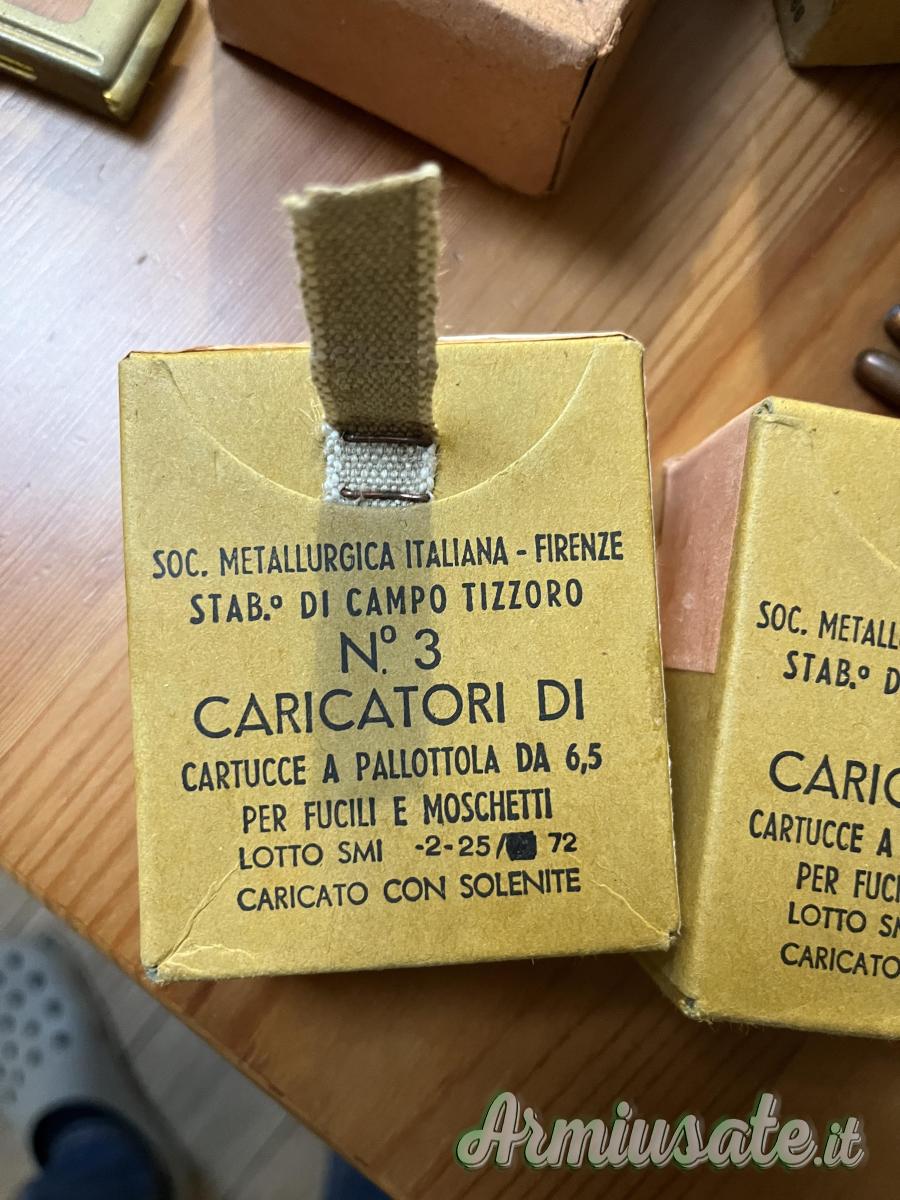 SOC. METALLURGICA ITALIANA - FIRENZE
STAB.º DI CAMPO TIZZORO
N.º 3
CARICATORI DI
CARTUCCE A PALLOTTOLA DA 6,5
PER FUCILI E MOSCHETTI
LOTTO SMI -2-25/ 72
CARICATO CON SOLENITE
SOC. METALL
STAB.º D
CARIC
CARTUCCE A
PER FUCI
LOTTO S
CARICATO
Armiusate.it